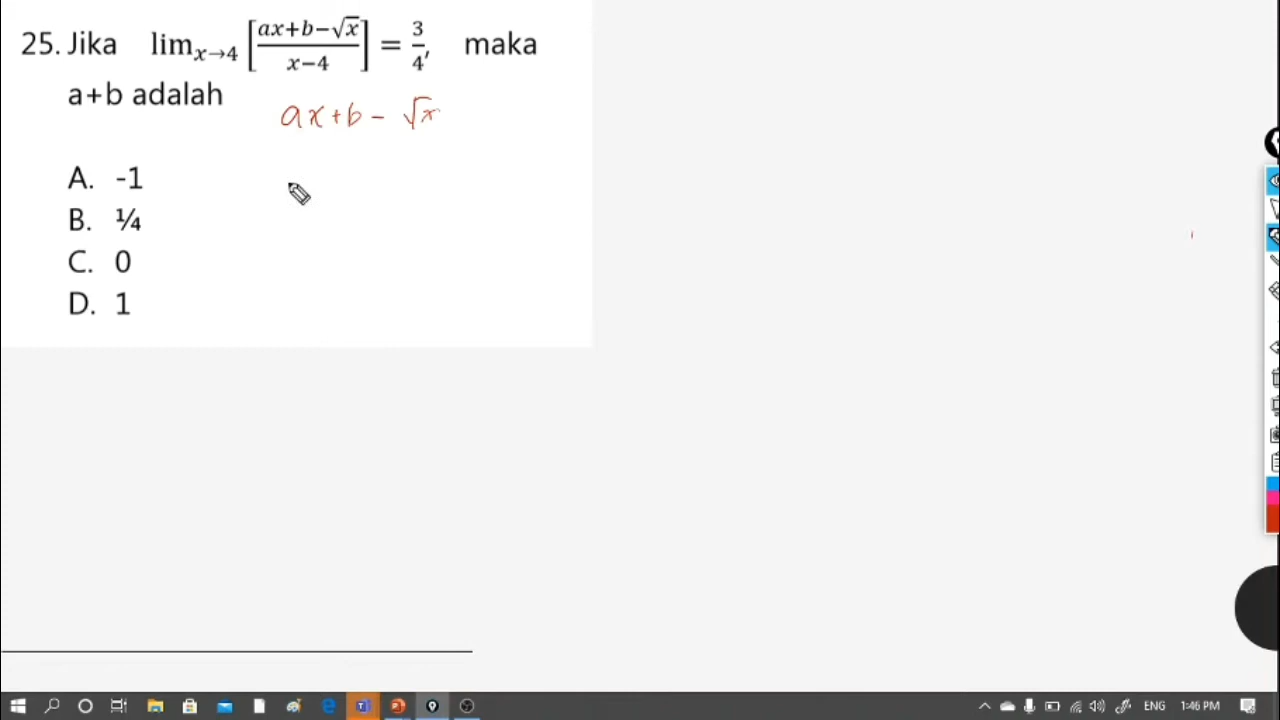 25. Jika lim_{x→4} [(ax+b−√x)/(x−4)] = 3/4, maka
a+b adalah
ax+b − √x
A. -1
B. ¼
C. 0
D. 1
ENG 1:46 PM